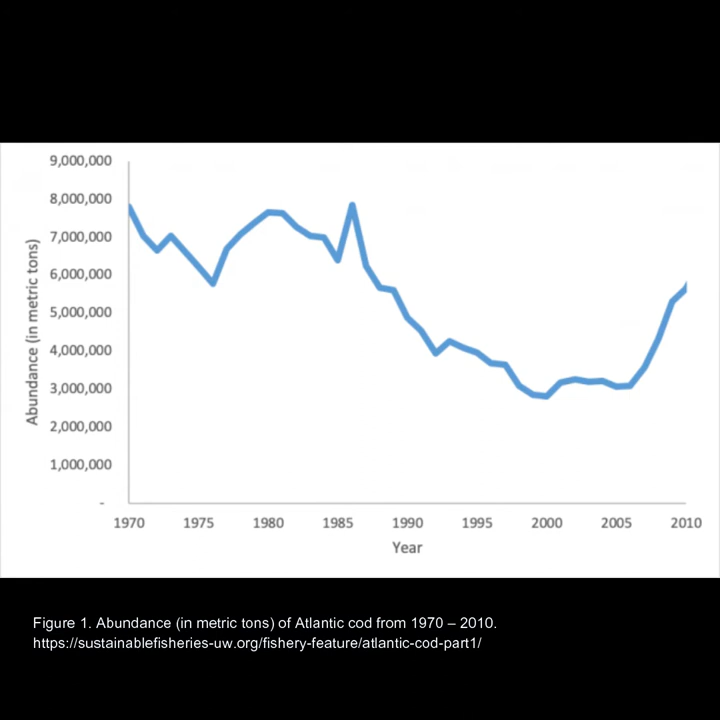 9,000,000
8,000,000
7,000,000
6,000,000
5,000,000
4,000,000
3,000,000
2,000,000
1,000,000
-
Abundance (in metric tons)
1970 1975 1980 1985 1990 1995 2000 2005 2010
Year
Figure 1. Abundance (in metric tons) of Atlantic cod from 1970 – 2010.
https://sustainablefisheries-uw.org/fishery-feature/atlantic-cod-part1/